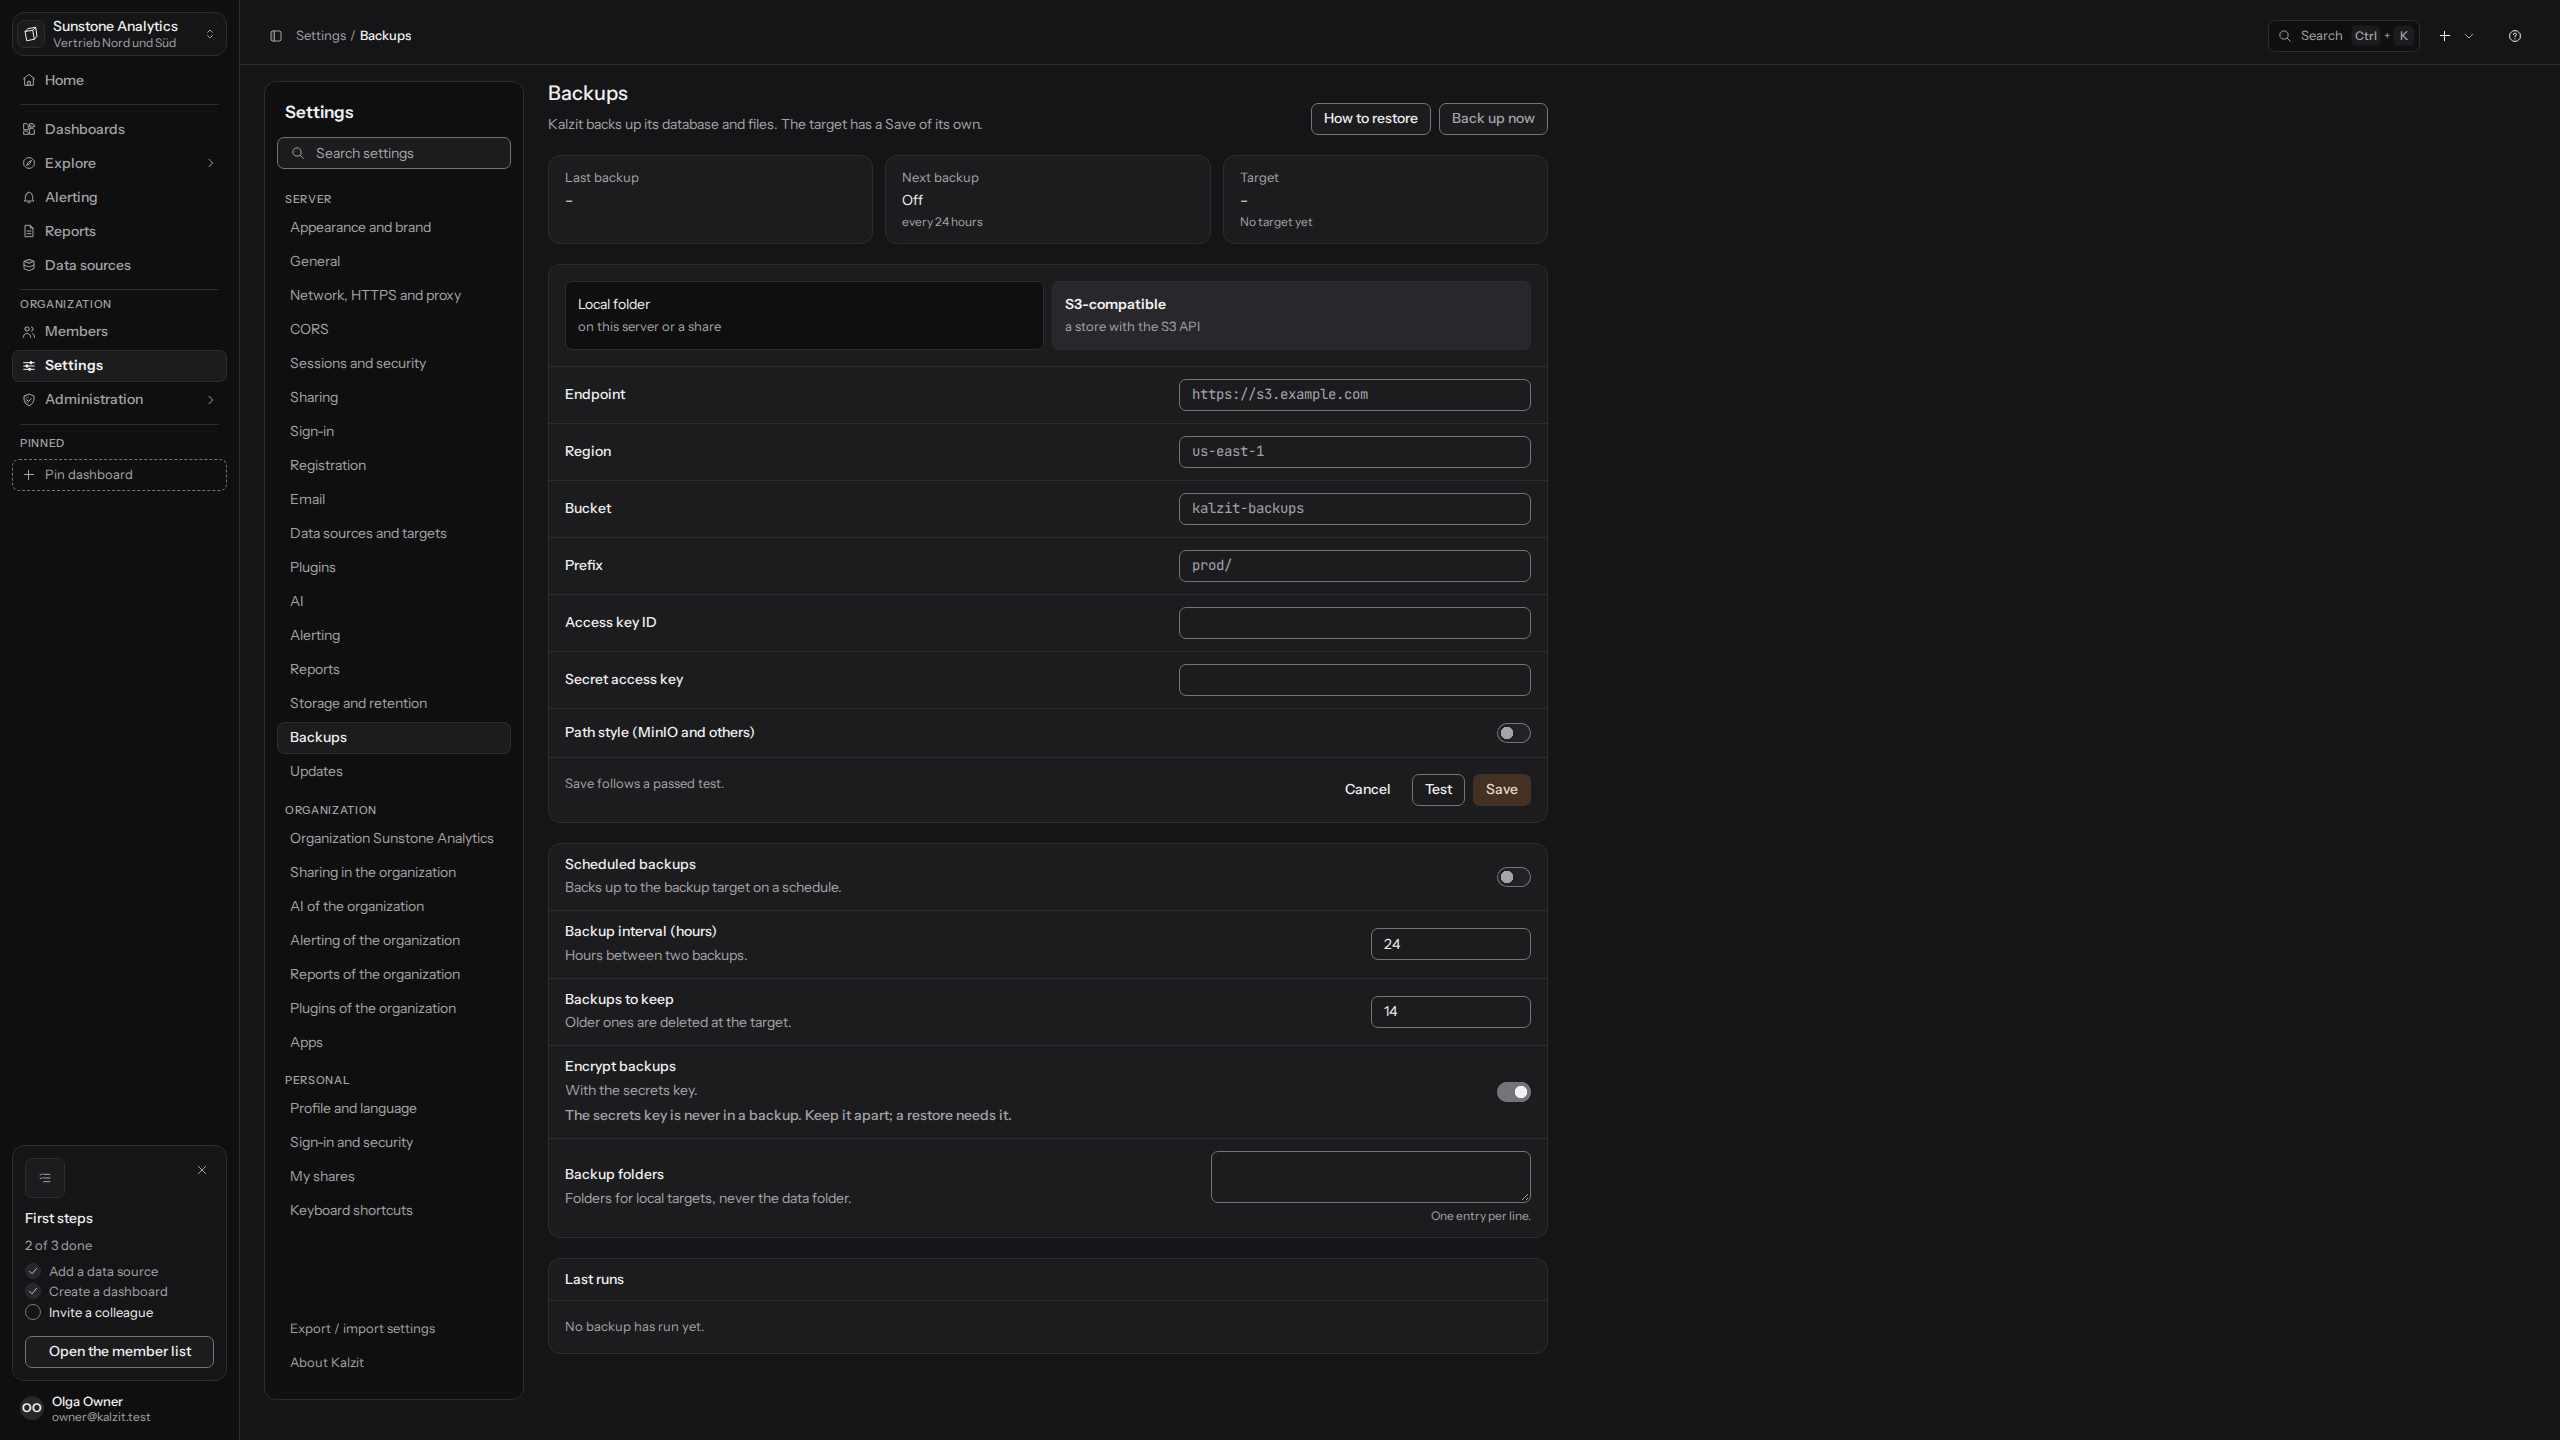 Sunstone Analytics
Vertrieb Nord und Süd
Home
Dashboards
Explore
Alerting
Reports
Data sources
ORGANIZATION
Members
Settings
Administration
PINNED
Pin dashboard
First steps
2 of 3 done
Add a data source
Create a dashboard
Invite a colleague
Open the member list
OO
Olga Owner
owner@kalzit.test
Settings / Backups
Search Ctrl + K
Settings
Search settings
SERVER
Appearance and brand
General
Network, HTTPS and proxy
CORS
Sessions and security
Sharing
Sign-in
Registration
Email
Data sources and targets
Plugins
AI
Alerting
Reports
Storage and retention
Backups
Updates
ORGANIZATION
Organization Sunstone Analytics
Sharing in the organization
AI of the organization
Alerting of the organization
Reports of the organization
Plugins of the organization
Apps
PERSONAL
Profile and language
Sign-in and security
My shares
Keyboard shortcuts
Export / import settings
About Kalzit
Backups
Kalzit backs up its database and files. The target has a Save of its own.
How to restore
Back up now
Last backup
–
Next backup
Off
every 24 hours
Target
–
No target yet
Local folder
on this server or a share
S3-compatible
a store with the S3 API
Endpoint
https://s3.example.com
Region
us-east-1
Bucket
kalzit-backups
Prefix
prod/
Access key ID
Secret access key
Path style (MinIO and others)
Save follows a passed test.
Cancel
Test
Save
Scheduled backups
Backs up to the backup target on a schedule.
Backup interval (hours)
Hours between two backups.
24
Backups to keep
Older ones are deleted at the target.
14
Encrypt backups
With the secrets key.
The secrets key is never in a backup. Keep it apart; a restore needs it.
Backup folders
Folders for local targets, never the data folder.
One entry per line.
Last runs
No backup has run yet.